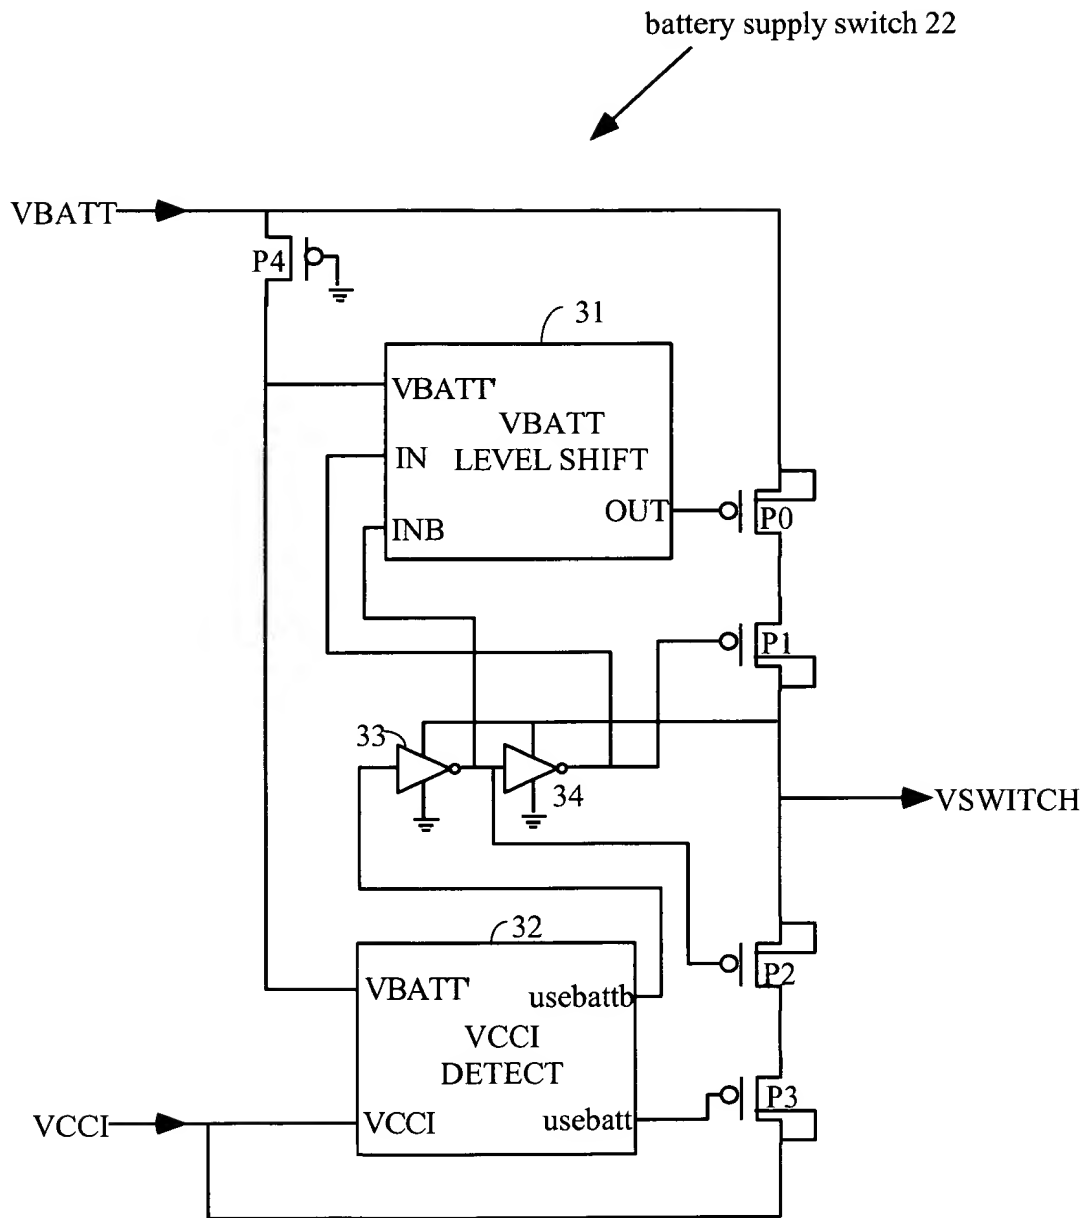 battery supply switch 22
VBATT
P4
31
VBATT'
VBATT
LEVEL SHIFT
IN
OUT
INB
P0
P1
33
34
VSWITCH
32
P2
VBATT'
usebattb
VCCI
DETECT
P3
VCCI
VCCI
usebatt